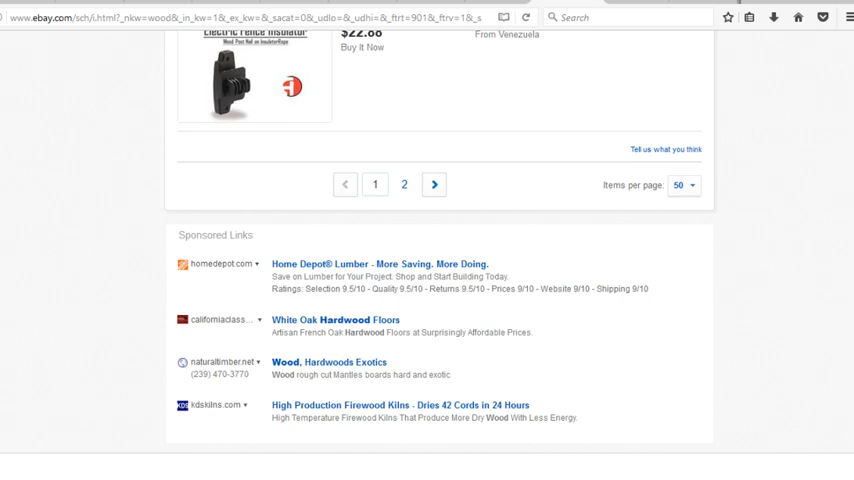 www.ebay.com/sch/i.html?_nkw=wood&_in_kw=1&_ex_kw=&_sacat=0&_udlo=&_udhi=&_ftrt=901&_ftrv=1&_s
Search
Electric Fence Insulator
Wood Post Nail on InsulatorRope
$22.88
Buy It Now
From Venezuela
Tell us what you think
1 2
Items per page: 50
Sponsored Links
homedepot.com
Home Depot® Lumber - More Saving. More Doing.
Save on Lumber for Your Project. Shop and Start Building Today.
Ratings: Selection 9.5/10 - Quality 9.5/10 - Returns 9.5/10 - Prices 9/10 - Website 9/10 - Shipping 9/10
californiaclass...
White Oak Hardwood Floors
Artisan French Oak Hardwood Floors at Surprisingly Affordable Prices.
naturaltimber.net
(239) 470-3770
Wood, Hardwoods Exotics
Wood rough cut Mantles boards hard and exotic
KDS kdskilns.com
High Production Firewood Kilns - Dries 42 Cords in 24 Hours
High Temperature Firewood Kilns That Produce More Dry Wood With Less Energy.